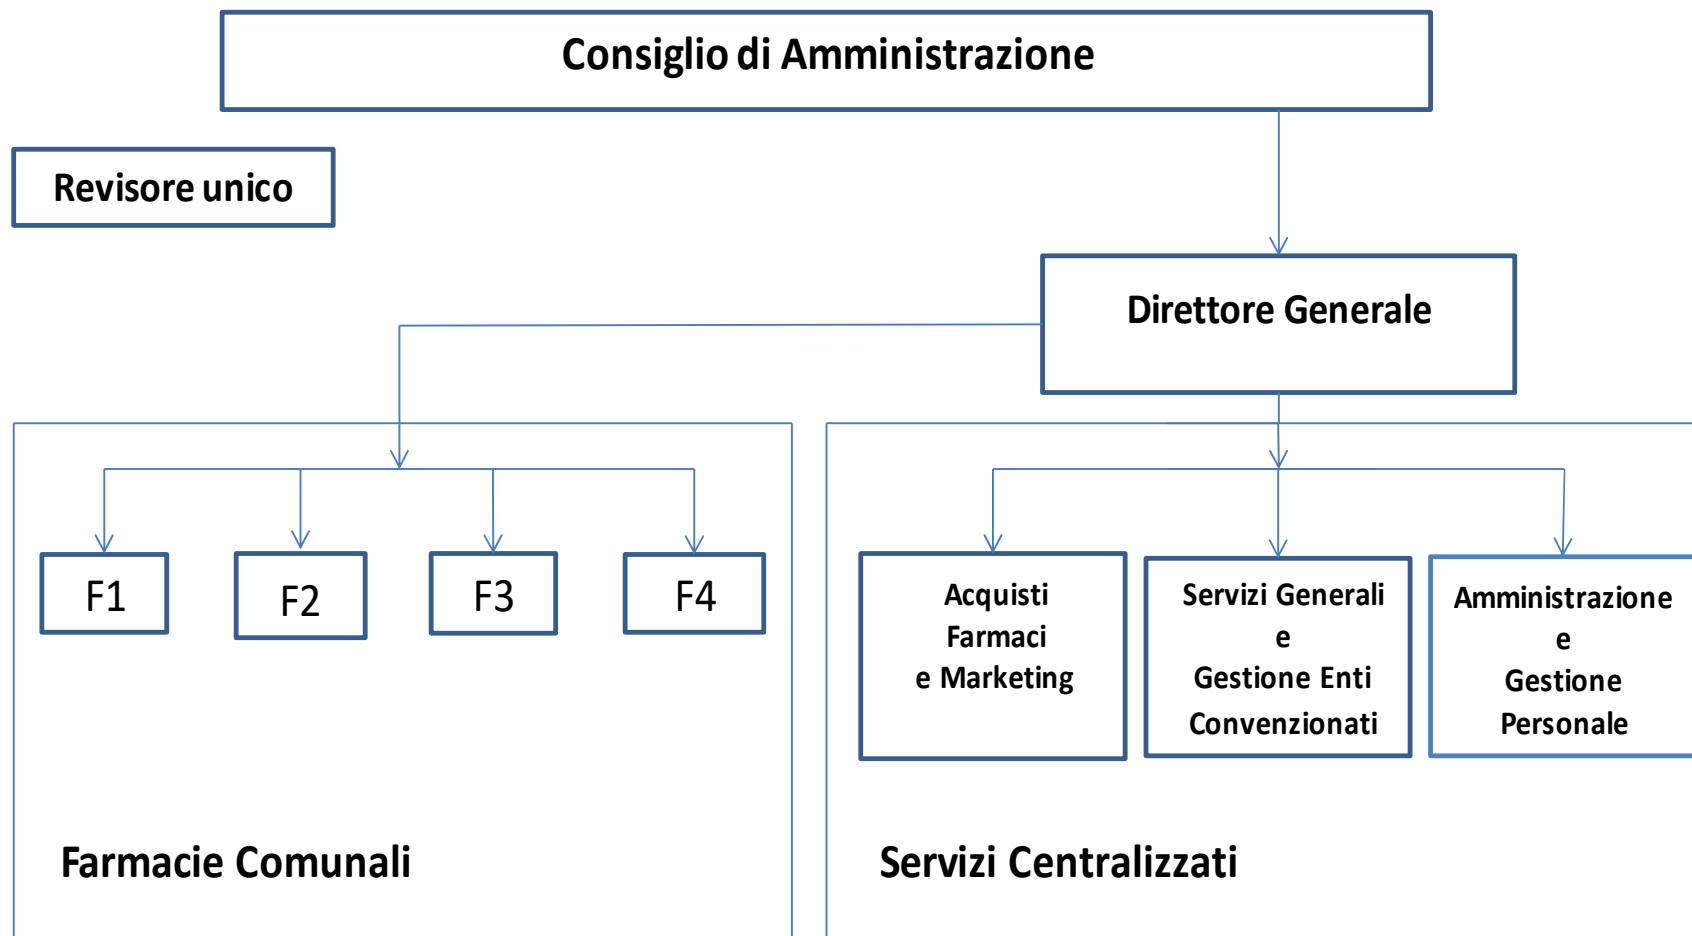 Consiglio di Amministrazione
Revisore unico
Direttore Generale
F1
F2
F3
F4
Acquisti
Farmaci
e Marketing
Servizi Generali
e
Gestione Enti
Convenzionati
Amministrazione
e
Gestione
Personale
Farmacie Comunali
Servizi Centralizzati